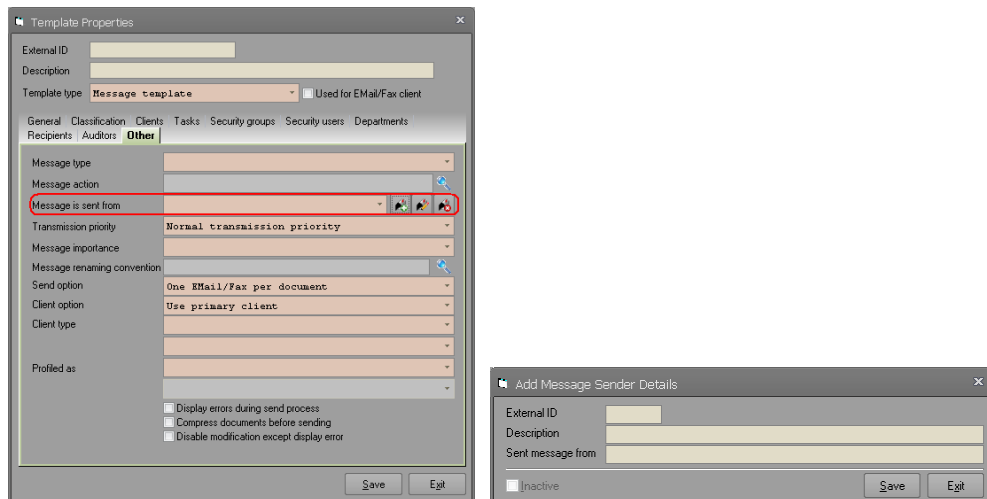 Template Properties
External ID
Description
Template type Message template Used for EMail/Fax client
General Classification Clients Tasks Security groups Security users Departments
Recipients Auditors Other
Message type
Message action
Message is sent from
Transmission priority Normal transmission priority
Message importance
Message renaming convention
Send option One EMail/Fax per document
Client option Use primary client
Client type
Profiled as
Display errors during send process
Compress documents before sending
Disable modification except display error
Save Exit
Add Message Sender Details
External ID
Description
Sent message from
Inactive Save Exit